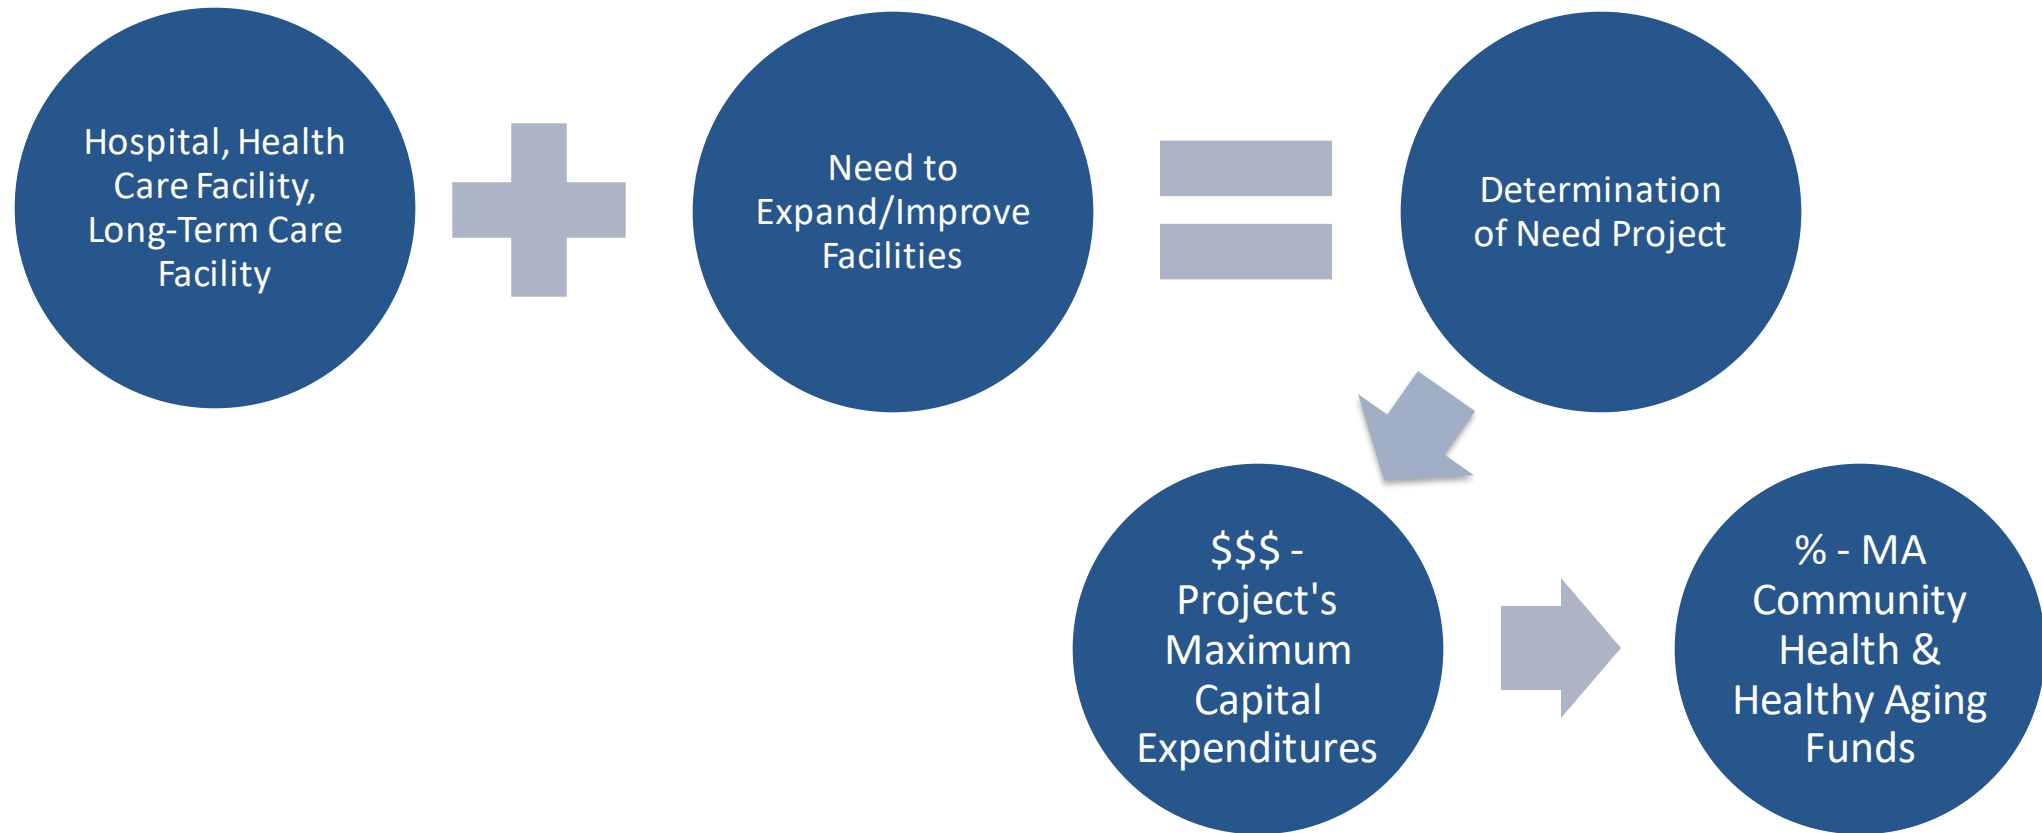 Hospital, Health
Care Facility,
Long-Term Care
Facility
Need to
Expand/Improve
Facilities
Determination
of Need Project
$$$ -
Project's
Maximum
Capital
Expenditures
% - MA
Community
Health &
Healthy Aging
Funds